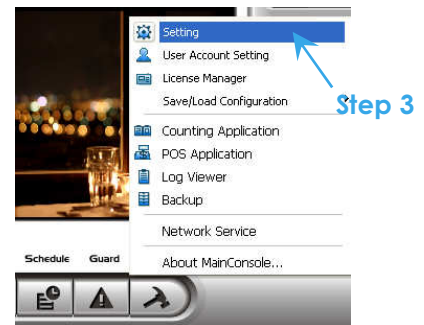 Setting
User Account Setting
License Manager
Save/Load Configuration
Step 3
Counting Application
POS Application
Log Viewer
Backup
Network Service
Schedule Guard
About MainConsole...